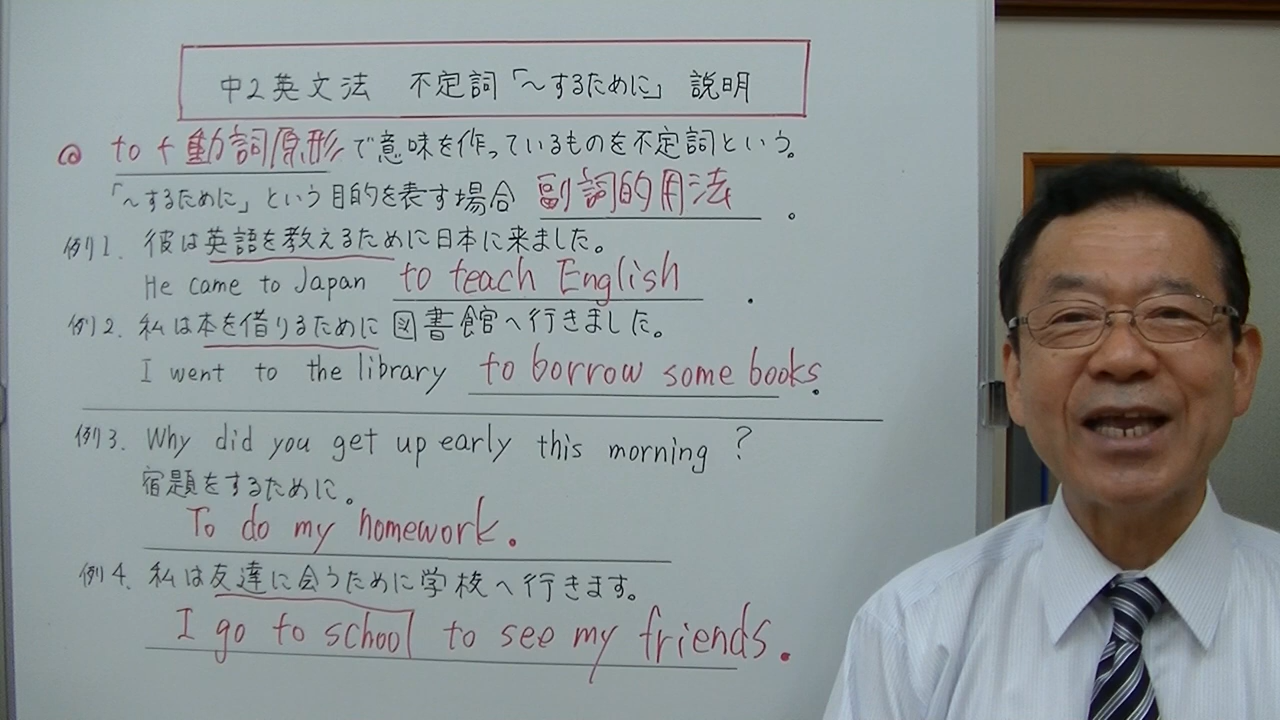 中2英文法 不定詞「～するために」 説明
@ to + 動詞原形で意味を作っているものを不定詞という。
「～するために」という目的を表す場合 副詞的用法。
例1. 彼は英語を教えるために日本に来ました。
He came to Japan to teach English.
例2. 私は本を借りるために図書館へ行きました。
I went to the library to borrow some books.
例3. Why did you get up early this morning ?
宿題をするために。
To do my homework.
例4. 私は友達に会うために学校へ行きます。
I go to school to see my friends.